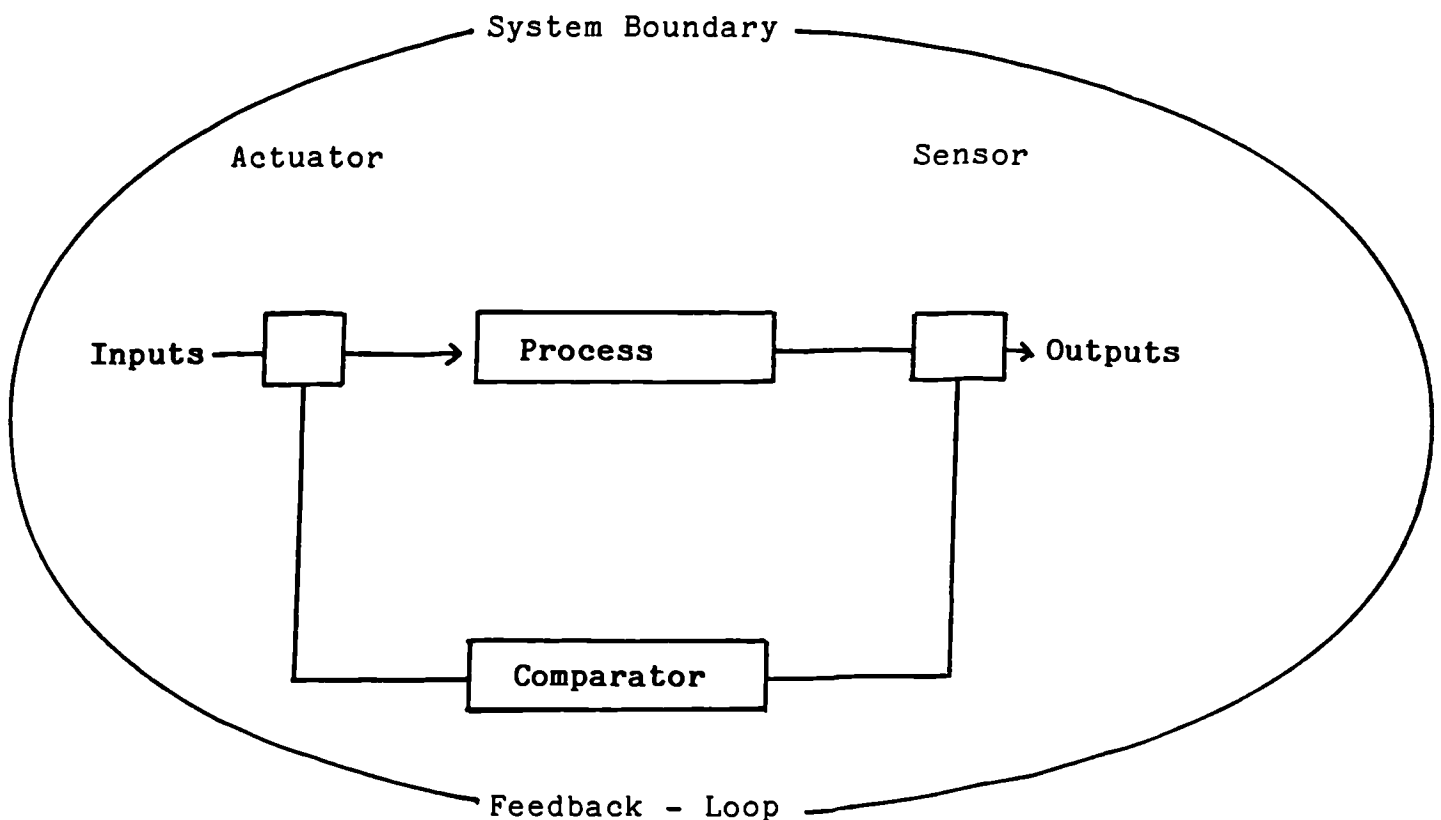 System Boundary
Actuator
Sensor
Inputs
Process
Outputs
Comparator
Feedback - Loop